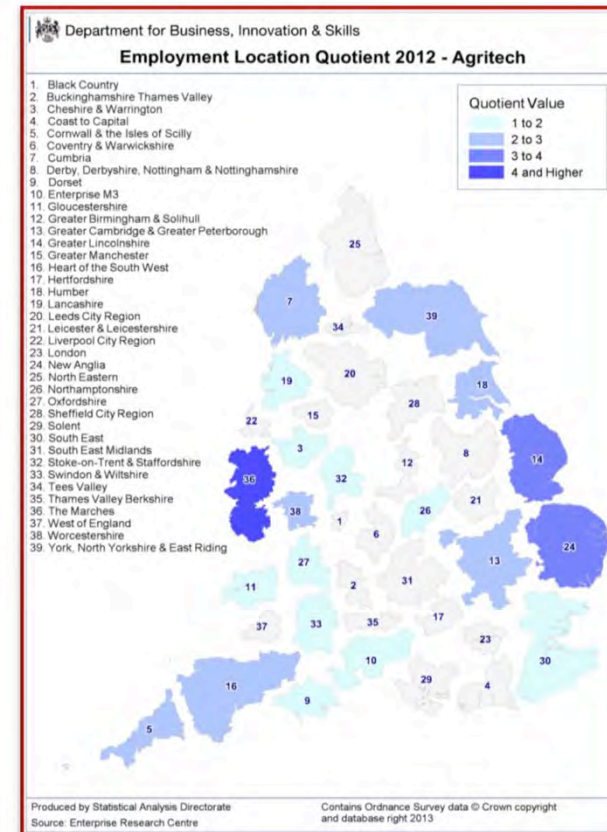 Department for Business, Innovation & Skills
Employment Location Quotient 2012 - Agritech
1. Black Country
2. Buckinghamshire Thames Valley
3. Cheshire & Warrington
4. Coast to Capital
5. Cornwall & the Isles of Scilly
6. Coventry & Warwickshire
7. Cumbria
8. Derby, Derbyshire, Nottingham & Nottinghamshire
9. Dorset
10. Enterprise M3
11. Gloucestershire
12. Greater Birmingham & Solihull
13. Greater Cambridge & Greater Peterborough
14. Greater Lincolnshire
15. Greater Manchester
16. Heart of the South West
17. Hertfordshire
18. Humber
19. Lancashire
20. Leeds City Region
21. Leicester & Leicestershire
22. Liverpool City Region
23. London
24. New Anglia
25. North Eastern
26. Northamptonshire
27. Oxfordshire
28. Sheffield City Region
29. Solent
30. South East
31. South East Midlands
32. Stoke-on-Trent & Staffordshire
33. Swindon & Wiltshire
34. Tees Valley
35. Thames Valley Berkshire
36. The Marches
37. West of England
38. Worcestershire
39. York, North Yorkshire & East Riding
Quotient Value
1 to 2
2 to 3
3 to 4
4 and Higher
25
7
39
34
20
19
18
28
22
15
3
8
14
12
36
32
21
38
26
1
6
24
13
27
31
11
2
33
35
17
37
23
10
30
16
29
4
9
5
Produced by Statistical Analysis Directorate
Source: Enterprise Research Centre
Contains Ordnance Survey data © Crown copyright
and database right 2013